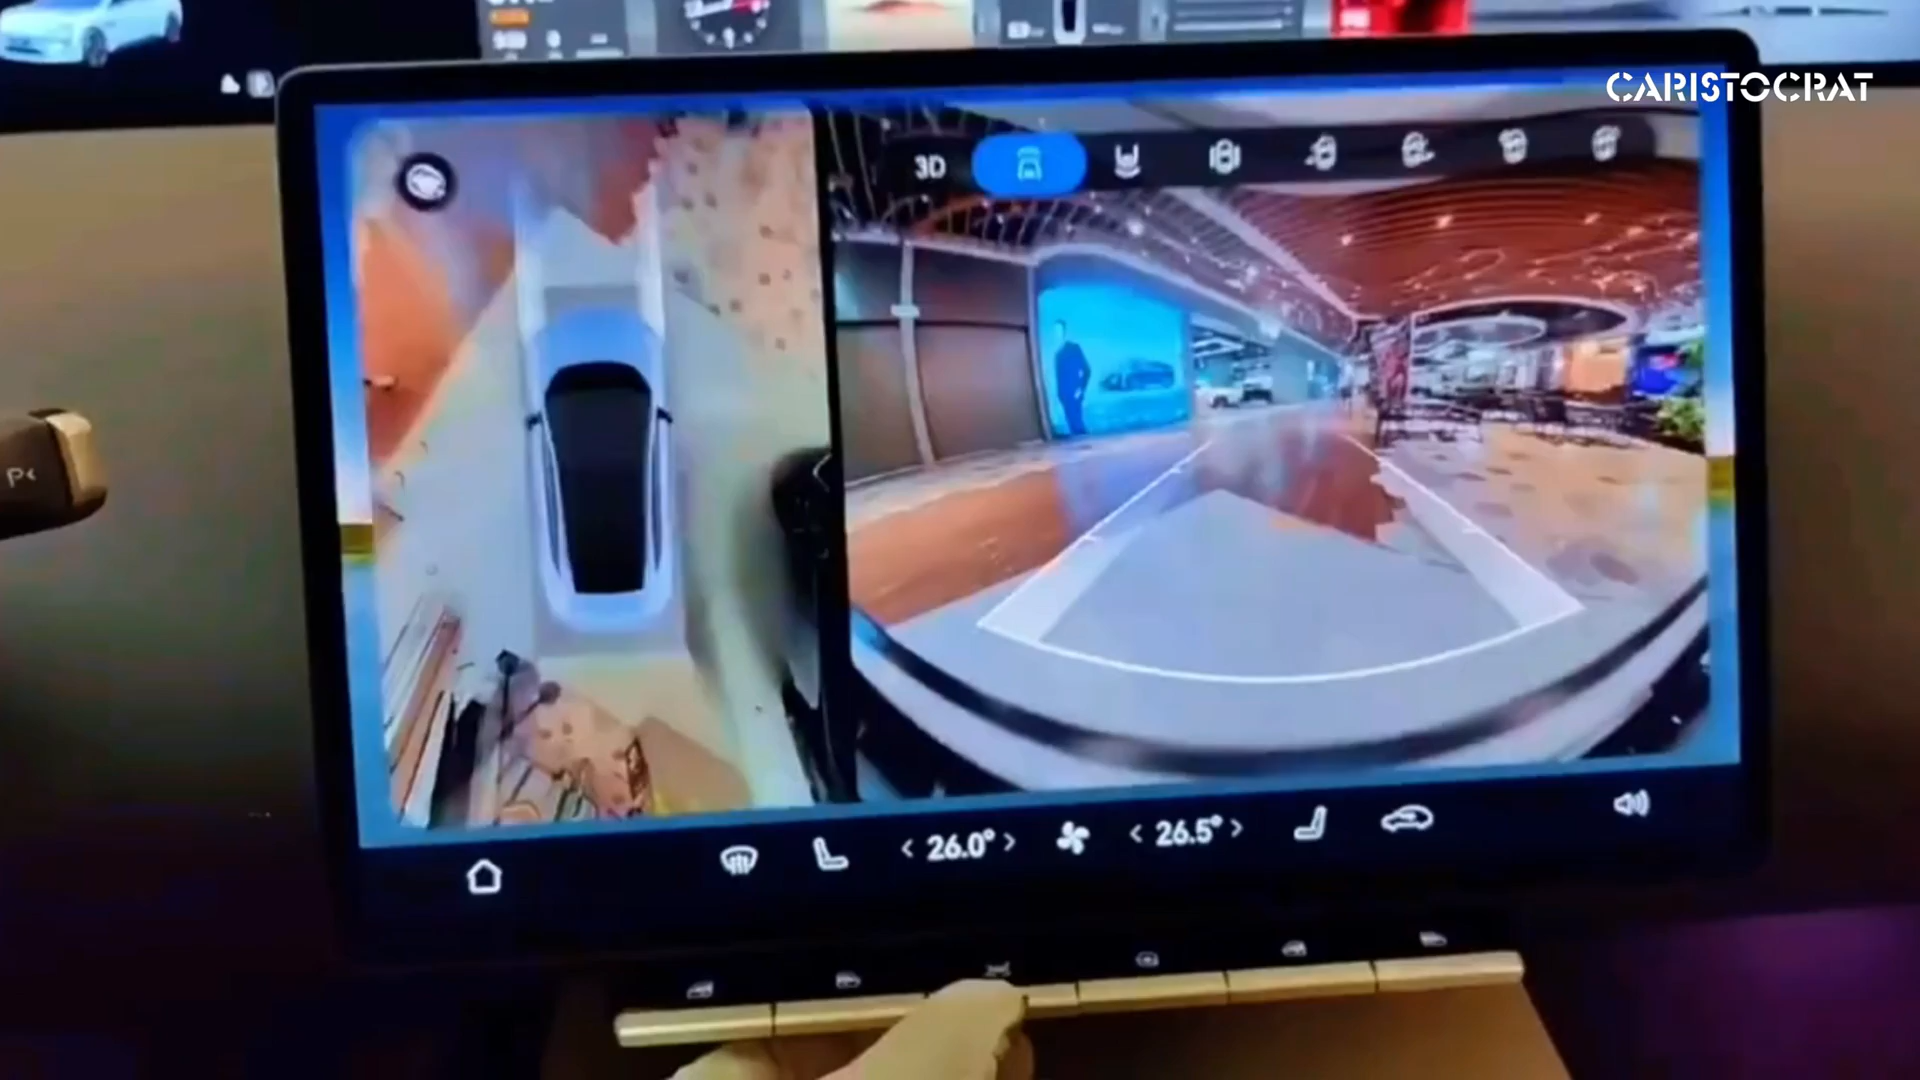 CARISTOCRAT
3D
P<
< 26.0° >
< 26.5° >